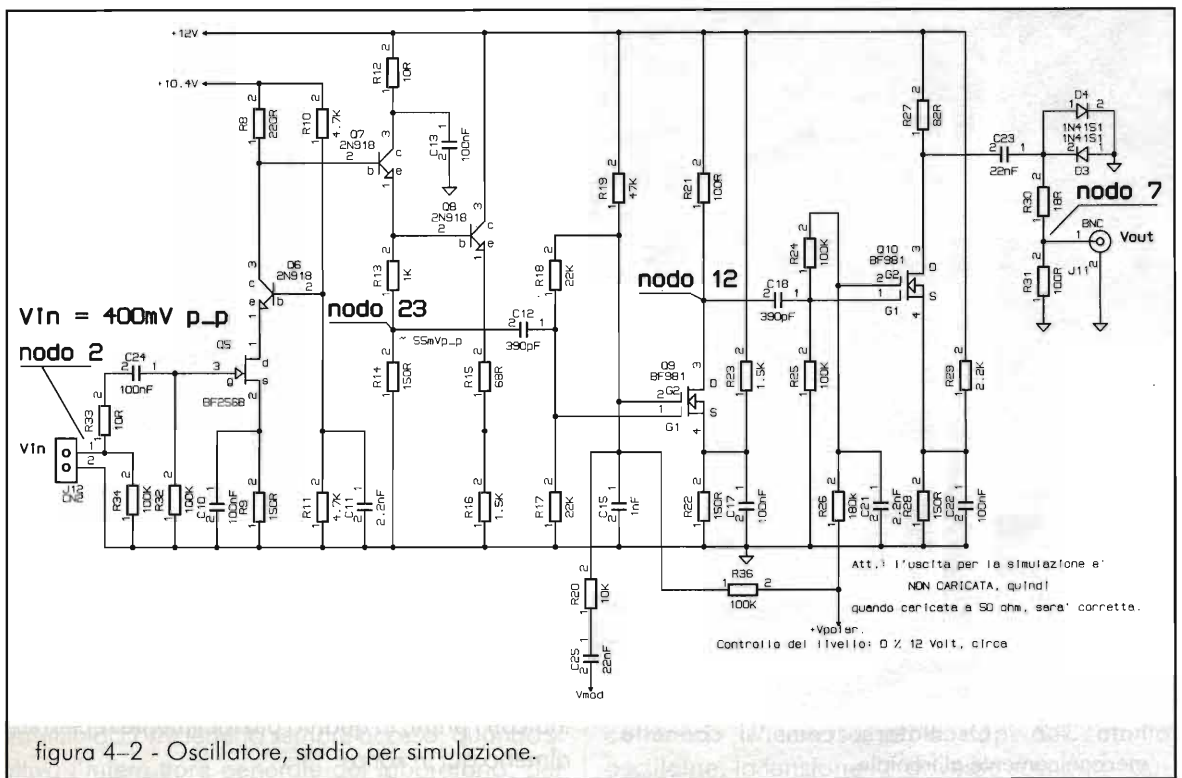 +12V
+10.4V
R12
10R
R8
220R
R10
4.7K
Q7
2N918
C13
100nF
Q8
2N918
R19
47K
R21
100R
R27
82R
C23
22nF
D4
1N4151
1N4151
D3
R30
18R
nodo 7
BNC
Vout
J11
R31
100R
Q6
2N918
R13
1K
R18
22K
nodo 12
R24
100K
Q10
BF981
G2
D
S
G1
C18
390pF
nodo 23
~ 55mVp_p
C12
390pF
Vin = 400mV p_p
nodo 2
Q5
BF256B
C24
100nF
R33
10R
R14
150R
R15
68R
Q9
BF981
G2
D
S
G1
R23
1.5K
R25
100K
R29
2.2K
Vin
J12
CN2
R34
100K
R32
100K
C10
100nF
R9
150R
R11
4.7K
C11
2.2nF
R16
1.5K
R17
22K
C15
1nF
R22
150R
C17
100nF
R26
180K
C21
2.2nF
R28
150R
C22
100nF
R20
10K
C25
22nF
Vmod
R36
100K
Att.: l'uscita per la simulazione e'
NON CARICATA, quindi
quando caricata a 50 ohm, sara' corretta.
+Vpolar.
Controllo del livello: 0 % 12 Volt, circa
figura 4–2 - Oscillatore, stadio per simulazione.